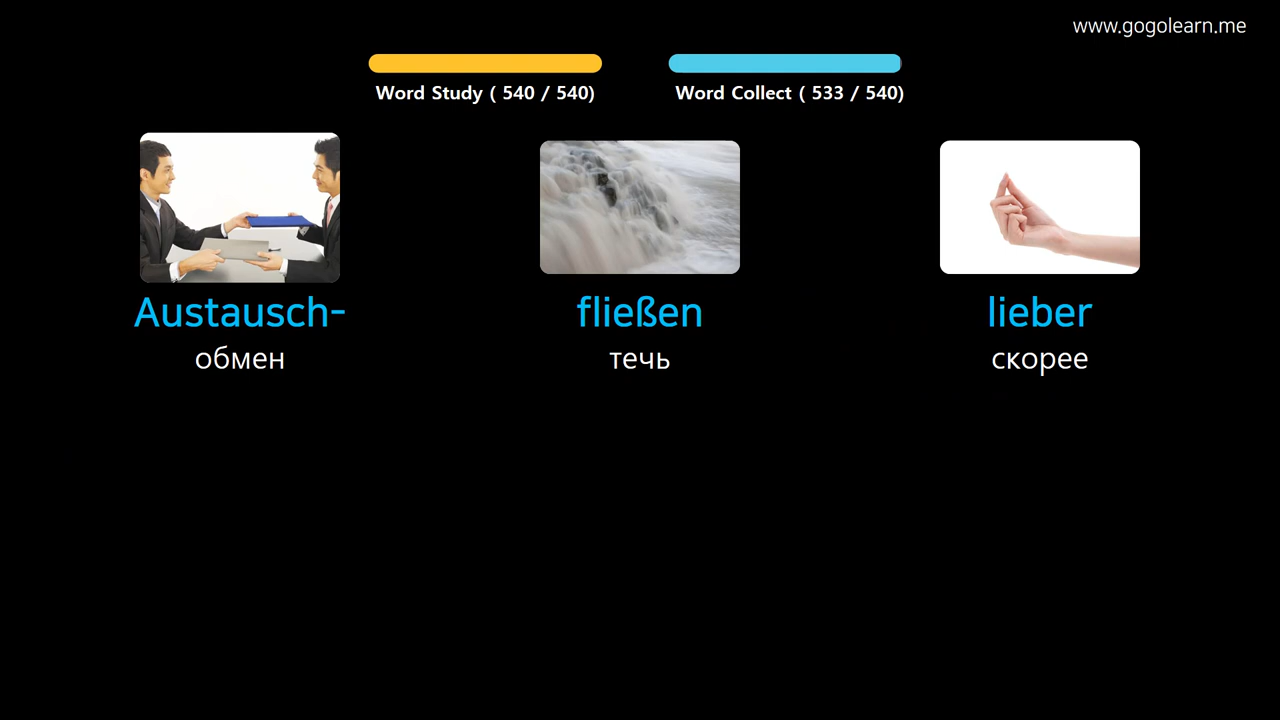 www.gogolearn.me
Word Study ( 540 / 540)
Word Collect ( 533 / 540)
Austausch-
обмен
fließen
течь
lieber
скорее